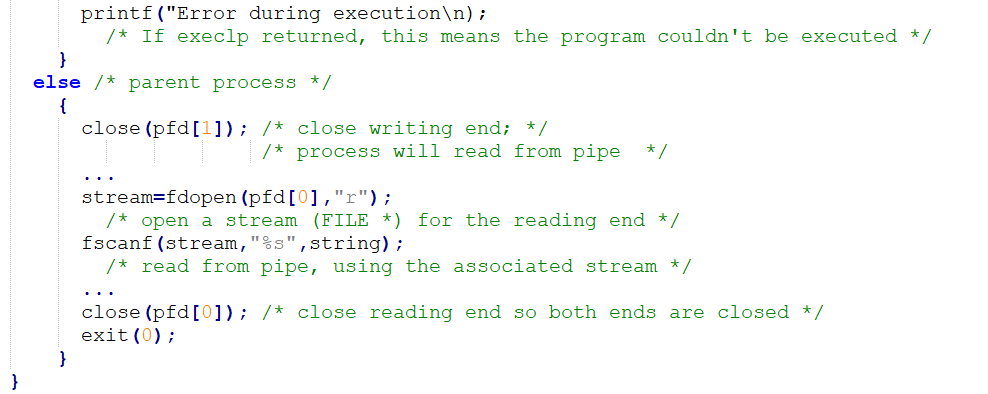 printf("Error during execution\n);
/* If execlp returned, this means the program couldn't be executed */
}
else /* parent process */
{
close(pfd[1]); /* close writing end; */
/* process will read from pipe  */
...
stream=fdopen(pfd[0],"r");
/* open a stream (FILE *) for the reading end */
fscanf(stream,"%s",string);
/* read from pipe, using the associated stream */
...
close(pfd[0]); /* close reading end so both ends are closed */
exit(0);
}
}